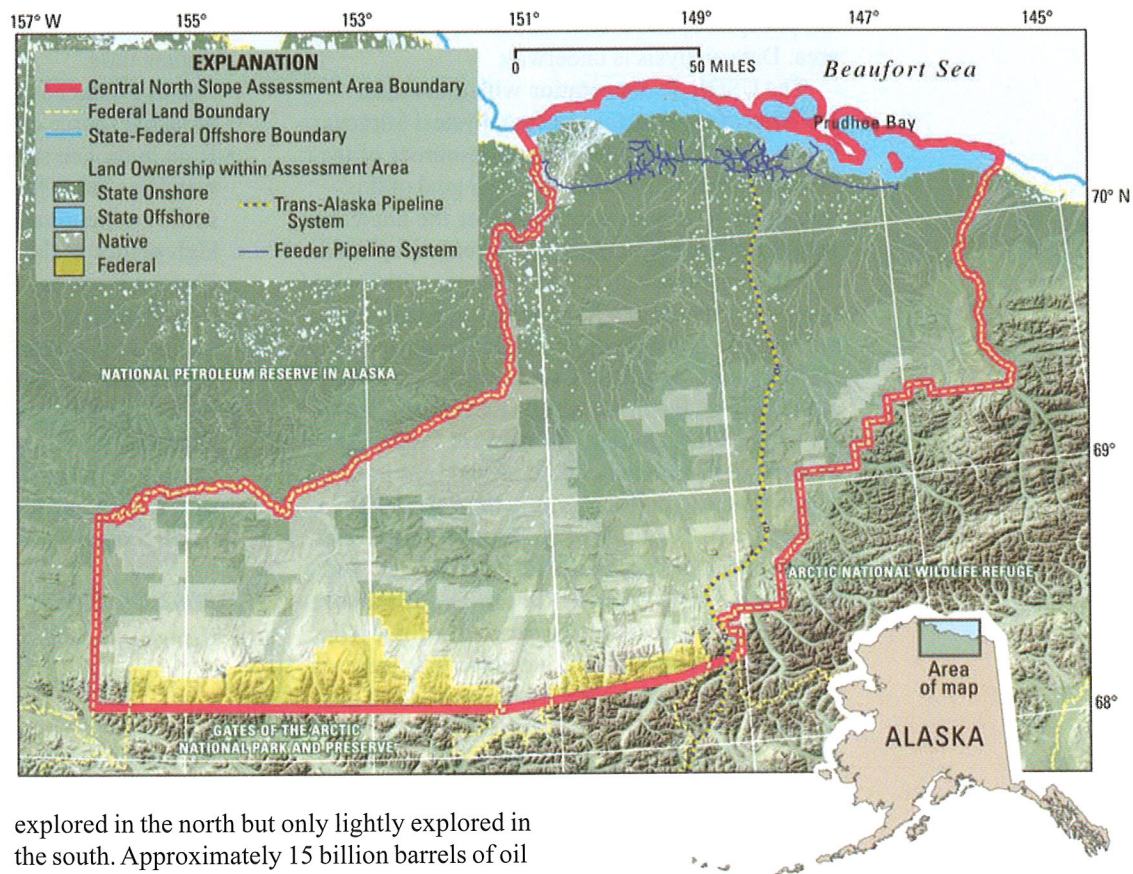 157° W 155° 153° 151° 149° 147° 145°
EXPLANATION
Central North Slope Assessment Area Boundary
Federal Land Boundary
State-Federal Offshore Boundary
Land Ownership within Assessment Area
State Onshore
State Offshore
Native
Federal
Trans-Alaska Pipeline
System
Feeder Pipeline System
0 50 MILES
Beaufort Sea
Prudhoe Bay
70° N
NATIONAL PETROLEUM RESERVE IN ALASKA
69°
ARCTIC NATIONAL WILDLIFE REFUGE
68°
GATES OF THE ARCTIC
NATIONAL PARK AND PRESERVE
Area
of map
ALASKA
explored in the north but only lightly explored in
the south. Approximately 15 billion barrels of oil